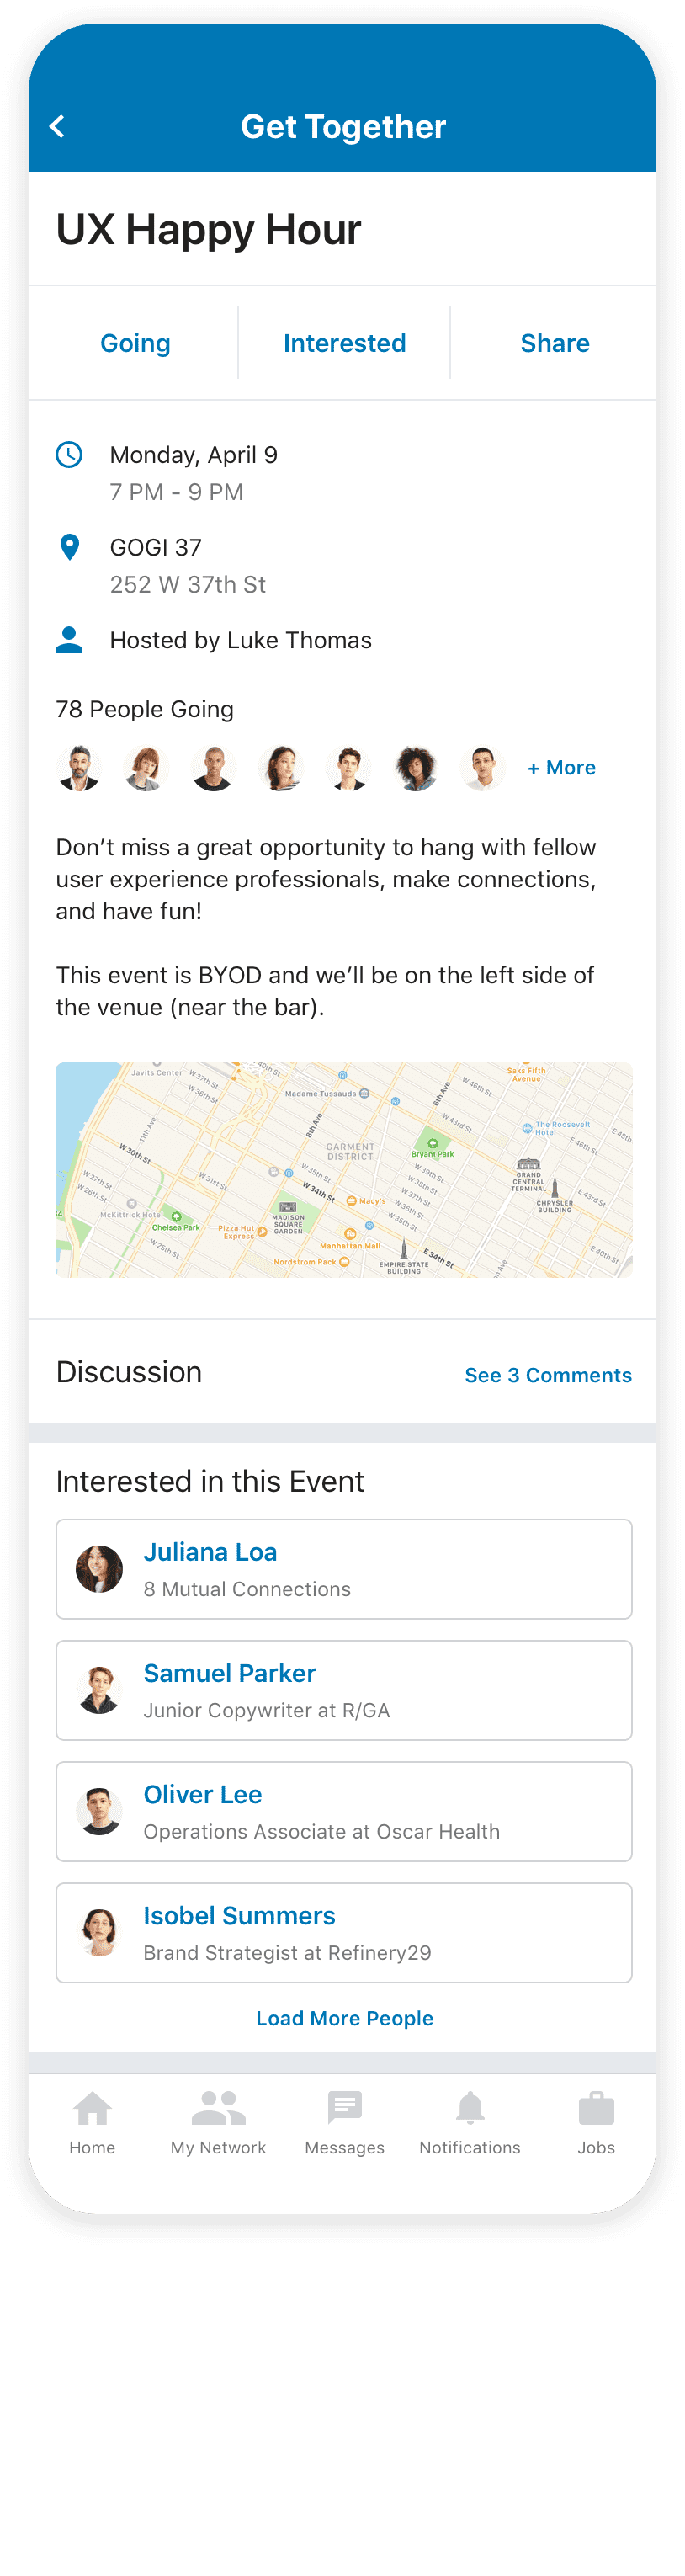 Get Together
UX Happy Hour
Going
Interested
Share
Monday, April 9
7 PM - 9 PM
GOGI 37
252 W 37th St
Hosted by Luke Thomas
78 People Going
+ More
Don’t miss a great opportunity to hang with fellow
user experience professionals, make connections,
and have fun!
This event is BYOD and we’ll be on the left side of
the venue (near the bar).
Javits Center
W 37th St
W 36th St
40th St
Madame Tussauds
6th Ave
W 46th St
Saks Fifth
Avenue
11th Ave
8th Ave
W 43rd St
The Roosevelt
Hotel
E 48th
E 46th St
W 30th St
GARMENT
DISTRICT
Bryant Park
W 27th St
W 26th St
W 31st St
W 35th St
W 34th St
W 39th St
W 38th St
W 37th St
W 36th St
W 35th St
GRAND
CENTRAL
TERMINAL
CHRYSLER
BUILDING
E 43rd St
McKittrick Hotel
Chelsea Park
Pizza Hut
Express
MADISON
SQUARE
GARDEN
Macy's
Manhattan Mall
W 25th St
Nordstrom Rack
EMPIRE STATE
BUILDING
E 34th St
E 40th St
Discussion
See 3 Comments
Interested in this Event
Juliana Loa
8 Mutual Connections
Samuel Parker
Junior Copywriter at R/GA
Oliver Lee
Operations Associate at Oscar Health
Isobel Summers
Brand Strategist at Refinery29
Load More People
Home
My Network
Messages
Notifications
Jobs